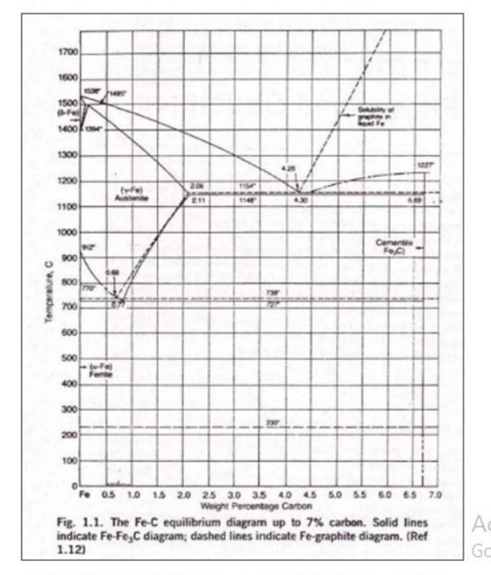 1700
1600
1538° 1495°
1500
(δ-Fe)
1400
1394°
Solubility of
graphite in
liquid Fe
1300
4.26
1227°
1200
(γ-Fe)
Austenite
2.08 1154°
2.11 1148° 4.30 6.69
1100
1000
Cementite
Fe₃C)
912°
900
0.68
800
770°
738°
700
0.77
727°
600
500
(α-Fe)
Ferrite
400
300
230°
200
100
0
Fe 0.5 1.0 1.5 2.0 2.5 3.0 3.5 4.0 4.5 5.0 5.5 6.0 6.5 7.0
Temperature, C
Weight Percentage Carbon
Fig. 1.1. The Fe-C equilibrium diagram up to 7% carbon. Solid lines
indicate Fe-Fe₃C diagram; dashed lines indicate Fe-graphite diagram. (Ref
1.12)